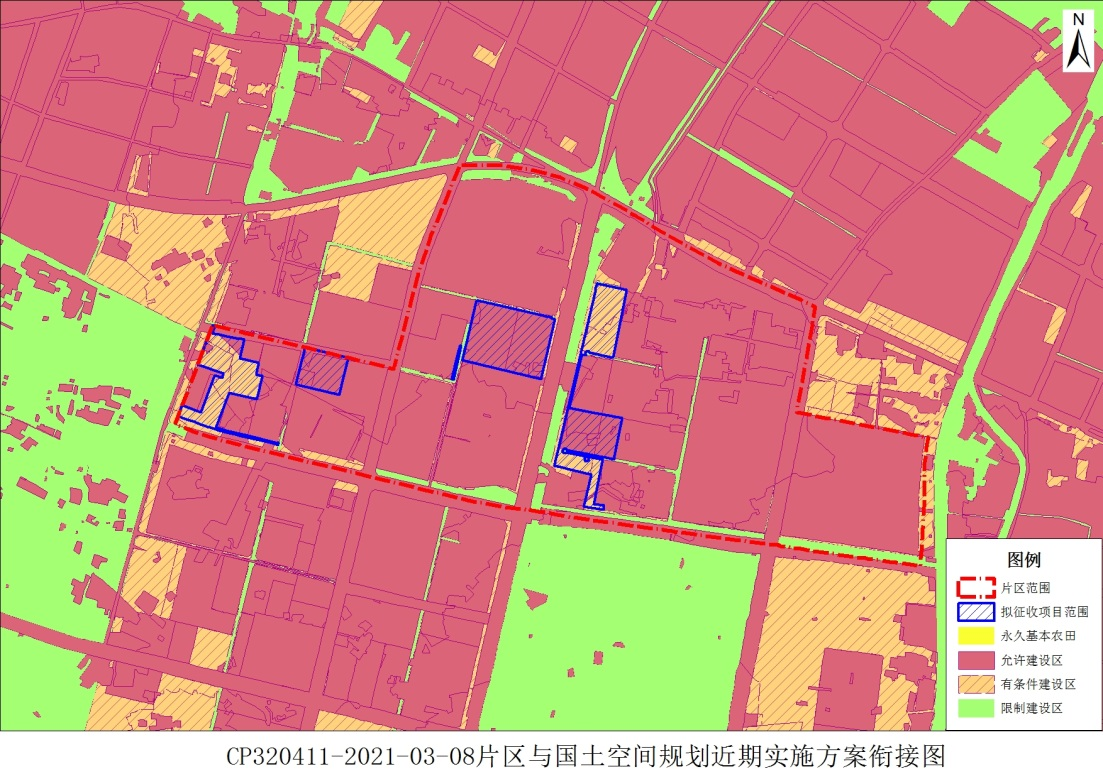 N
图例
片区范围
拟征收项目范围
永久基本农田
允许建设区
有条件建设区
限制建设区
CP320411-2021-03-08片区与国土空间规划近期实施方案衔接图